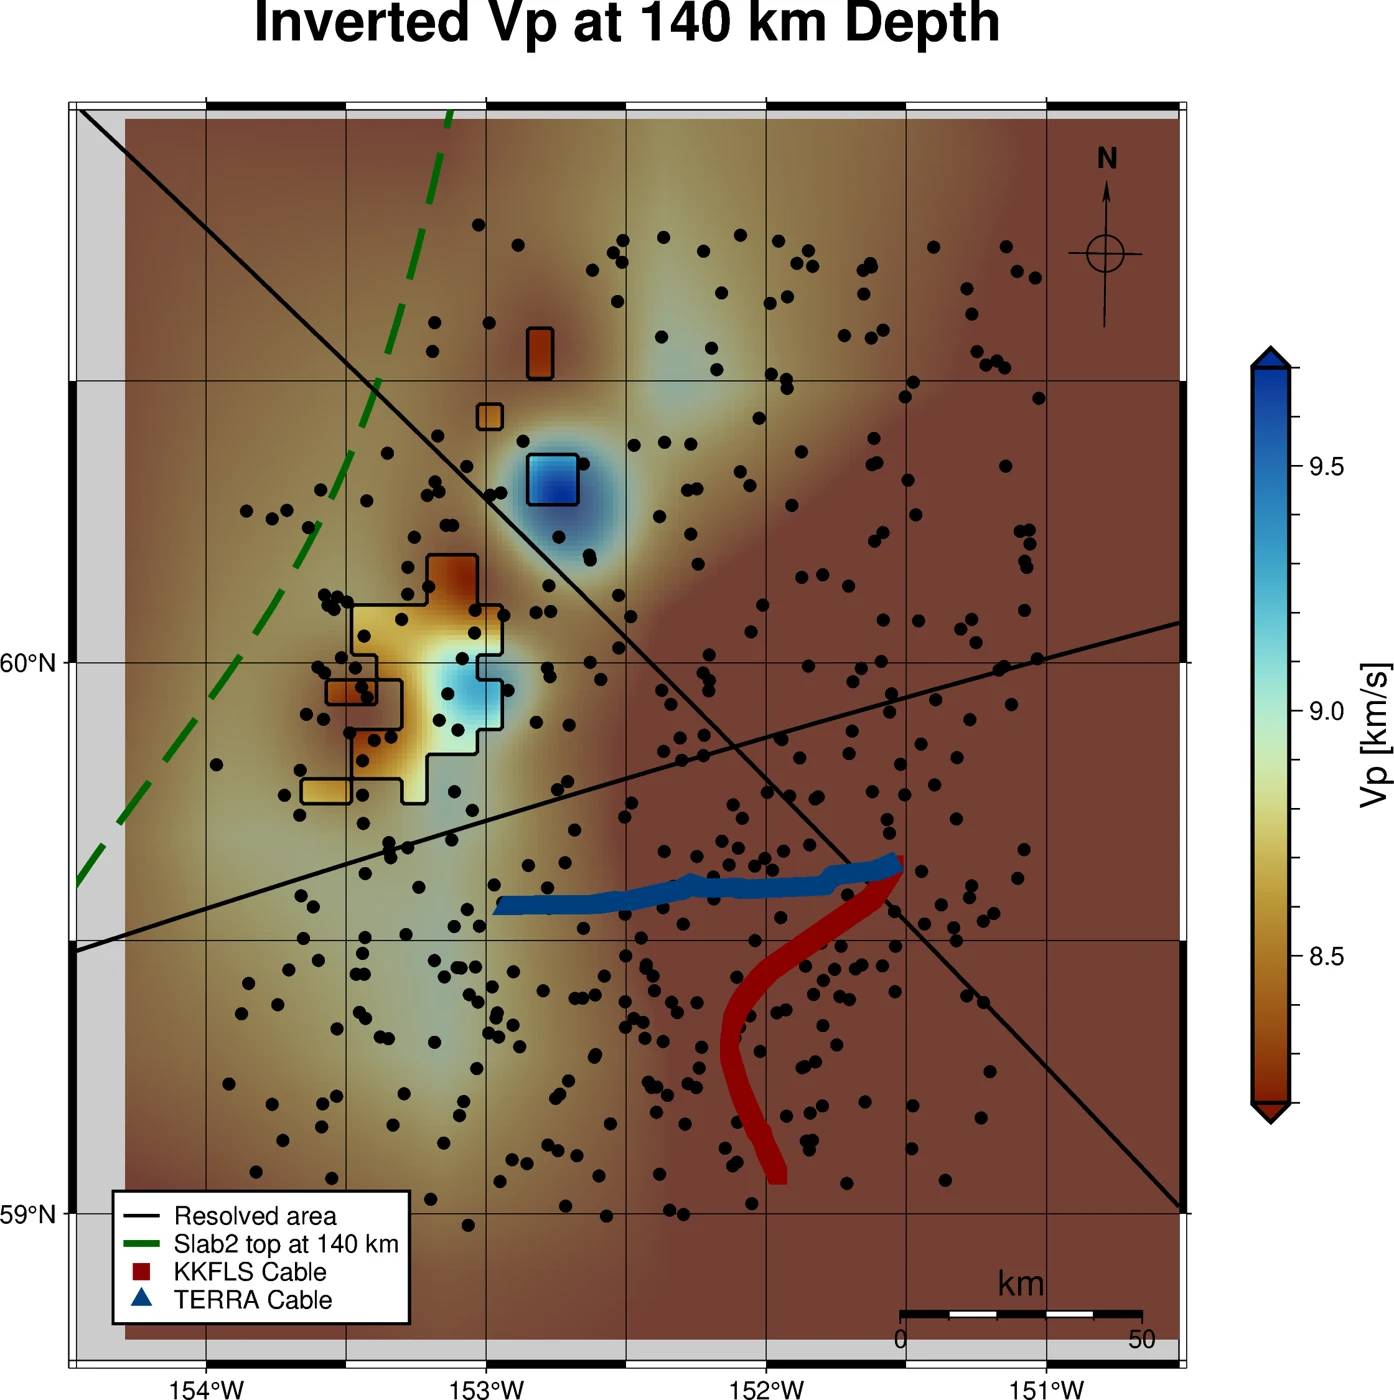 Inverted Vp at 140 km Depth
N
60°N
59°N
9.5
9.0
8.5
Vp [km/s]
Resolved area
Slab2 top at 140 km
KKFLS Cable
TERRA Cable
km
0 50
154°W 153°W 152°W 151°W